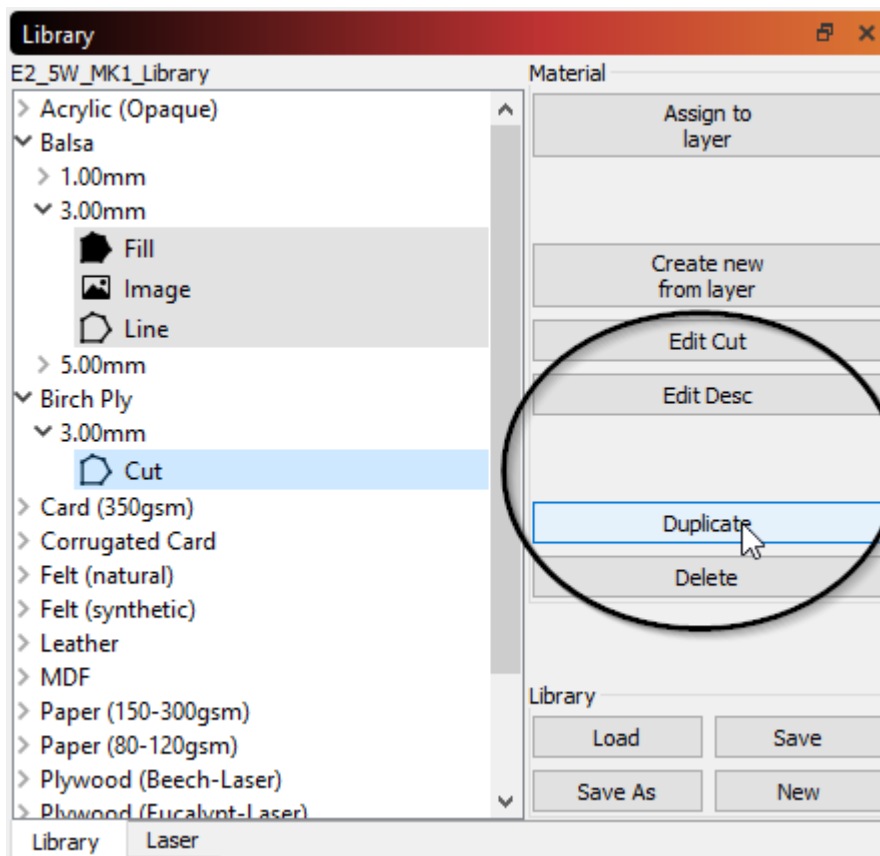 Library
E2_5W_MK1_Library
Acrylic (Opaque)
Balsa
1.00mm
3.00mm
Fill
Image
Line
5.00mm
Birch Ply
3.00mm
Cut
Card (350gsm)
Corrugated Card
Felt (natural)
Felt (synthetic)
Leather
MDF
Paper (150-300gsm)
Paper (80-120gsm)
Plywood (Beech-Laser)
Plywood (Eucalypt-Laser)
Material
Assign to
layer
Create new
from layer
Edit Cut
Edit Desc
Duplicate
Delete
Library
Load Save
Save As New
Library Laser